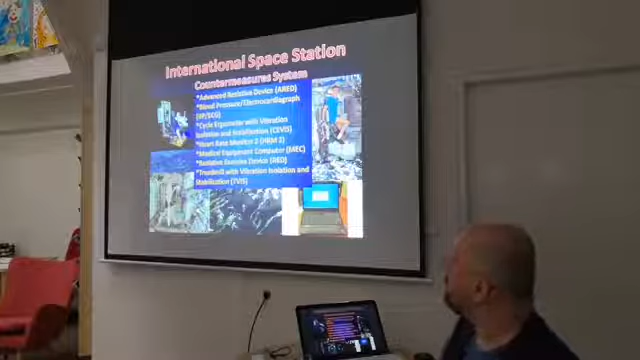 International Space Station
Countermeasures System
*Advanced Resistive Device (ARED)
*Blood Pressure/Electrocardiograph
(BP/ECG)
*Cycle Ergometer with Vibration
Isolation and Stabilization (CEVIS)
*Heart Rate Monitor 2 (HRM 2)
*Medical Equipment Computer (MEC)
*Resistive Exercise Device (RED)
*Treadmill with Vibration Isolation and
Stabilization (TVIS)